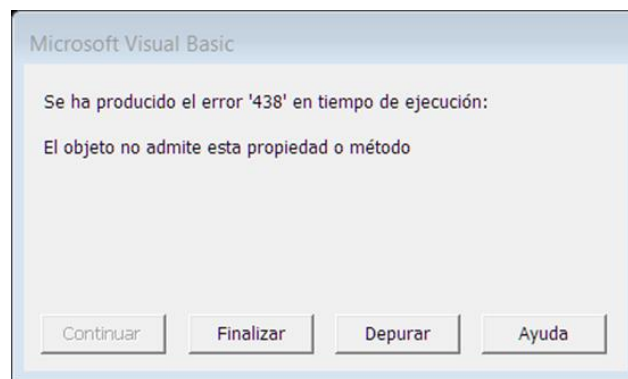 Microsoft Visual Basic
Se ha producido el error '438' en tiempo de ejecución:
El objeto no admite esta propiedad o método
Continuar Finalizar Depurar Ayuda